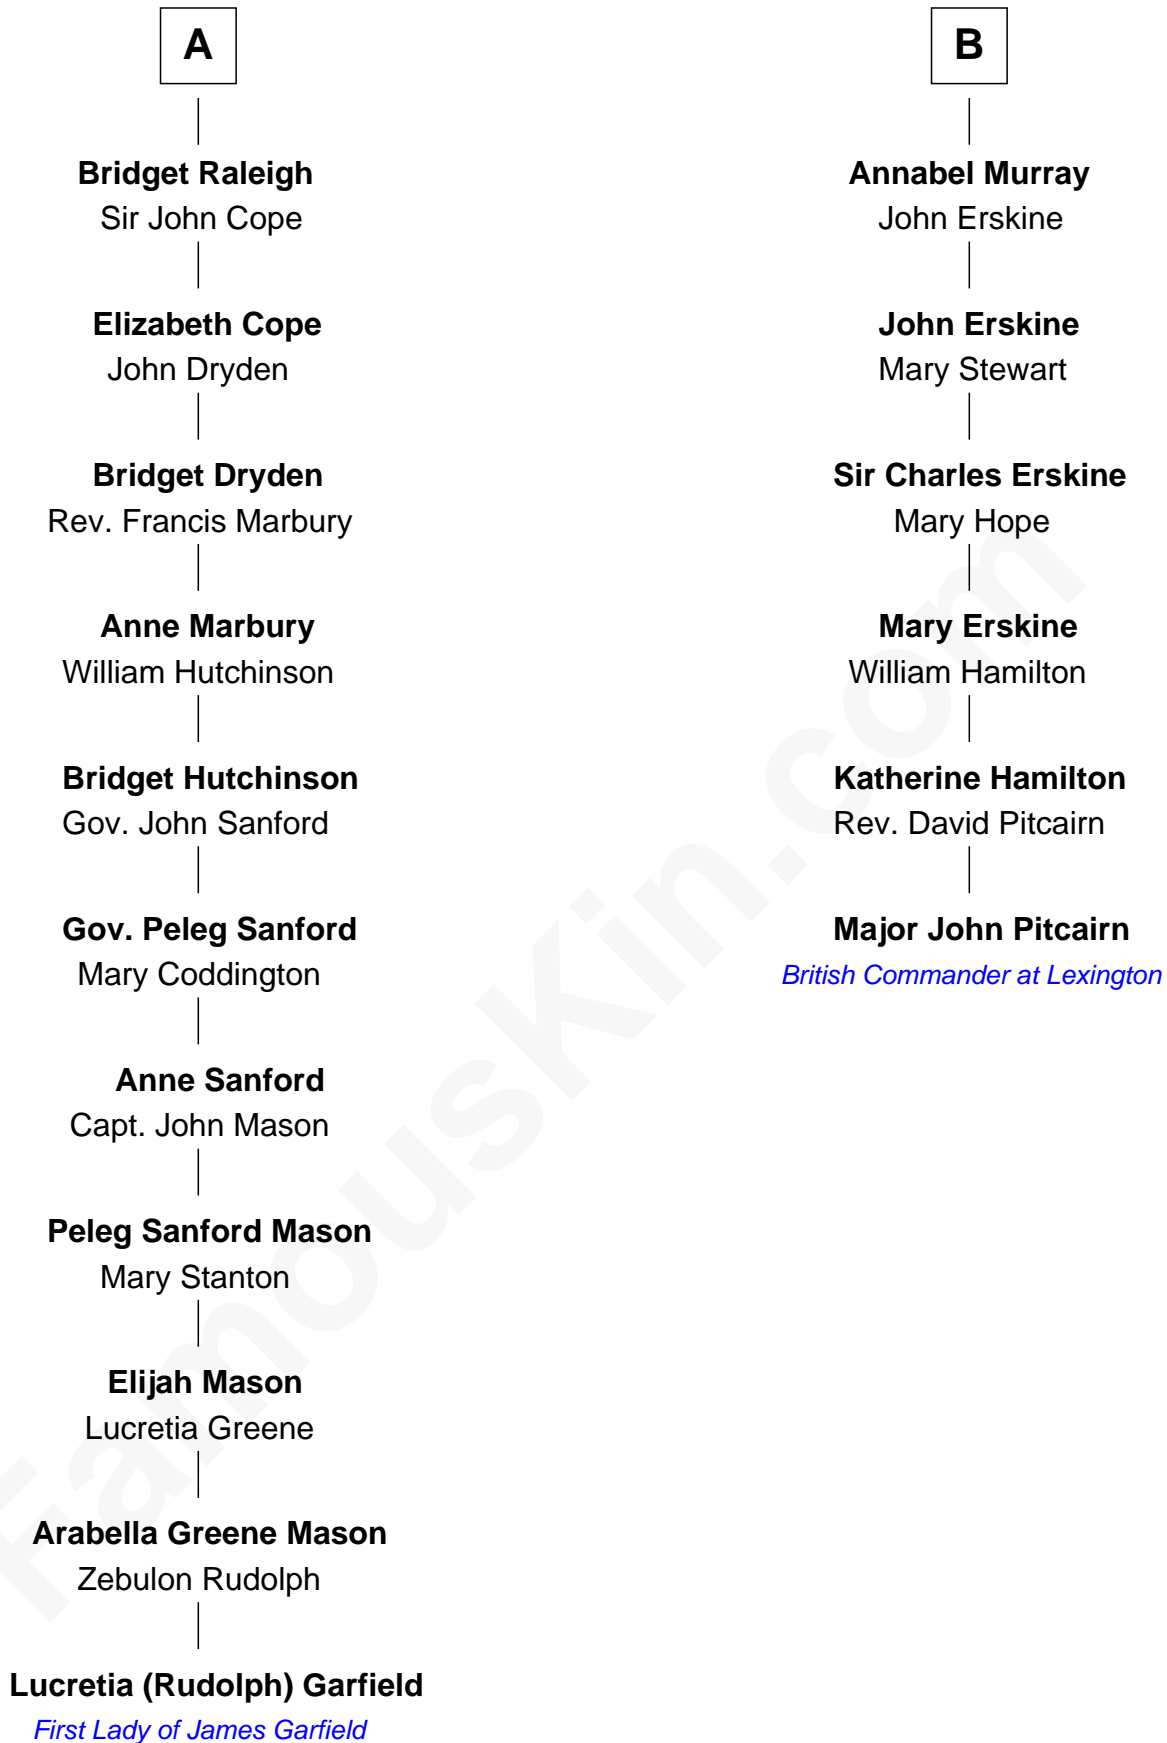 A
Bridget Raleigh
Sir John Cope
Elizabeth Cope
John Dryden
Bridget Dryden
Rev. Francis Marbury
Anne Marbury
William Hutchinson
Bridget Hutchinson
Gov. John Sanford
Gov. Peleg Sanford
Mary Coddington
Anne Sanford
Capt. John Mason
Peleg Sanford Mason
Mary Stanton
Elijah Mason
Lucretia Greene
Arabella Greene Mason
Zebulon Rudolph
Lucretia (Rudolph) Garfield
First Lady of James Garfield
B
Annabel Murray
John Erskine
John Erskine
Mary Stewart
Sir Charles Erskine
Mary Hope
Mary Erskine
William Hamilton
Katherine Hamilton
Rev. David Pitcairn
Major John Pitcairn
British Commander at Lexington
FamousKin.com